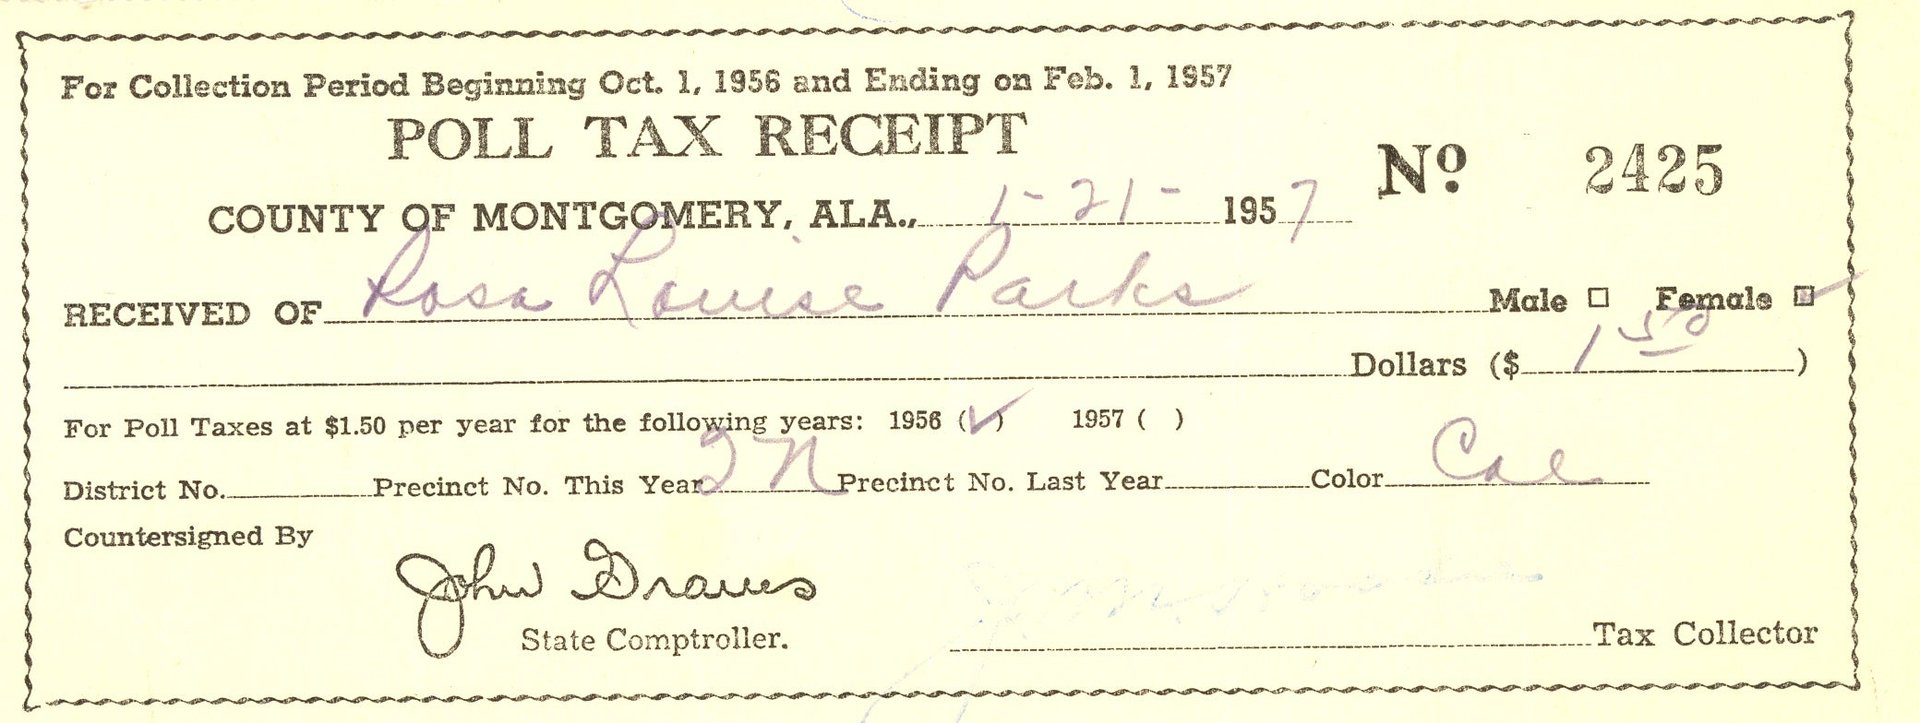 For Collection Period Beginning Oct. 1, 1956 and Ending on Feb. 1, 1957
POLL TAX RECEIPT
No. 2425
COUNTY OF MONTGOMERY, ALA., 1-21- 1957
RECEIVED OF Rosa Louise Parks Male ☐ Female ☑
Dollars ($ 1 50 )
For Poll Taxes at $1.50 per year for the following years: 1956 (✓) 1957 ( )
District No. Precinct No. This Year 2N Precinct No. Last Year Color Col
Countersigned By
John Graves
State Comptroller.
Tax Collector